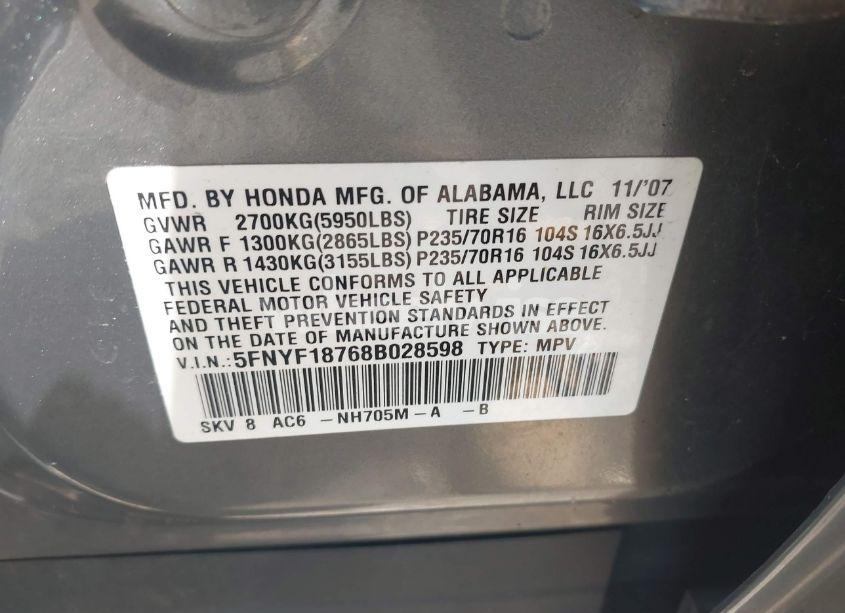 MFD. BY HONDA MFG. OF ALABAMA, LLC 11/'07
GVWR 2700KG(5950LBS) TIRE SIZE RIM SIZE
GAWR F 1300KG(2865LBS) P235/70R16 104S 16X6.5JJ
GAWR R 1430KG(3155LBS) P235/70R16 104S 16X6.5JJ
THIS VEHICLE CONFORMS TO ALL APPLICABLE
FEDERAL MOTOR VEHICLE SAFETY
AND THEFT PREVENTION STANDARDS IN EFFECT
ON THE DATE OF MANUFACTURE SHOWN ABOVE.
V.I.N.:5FNYF18768B028598 TYPE: MPV
SKV 8 AC6 -NH705M-A -B